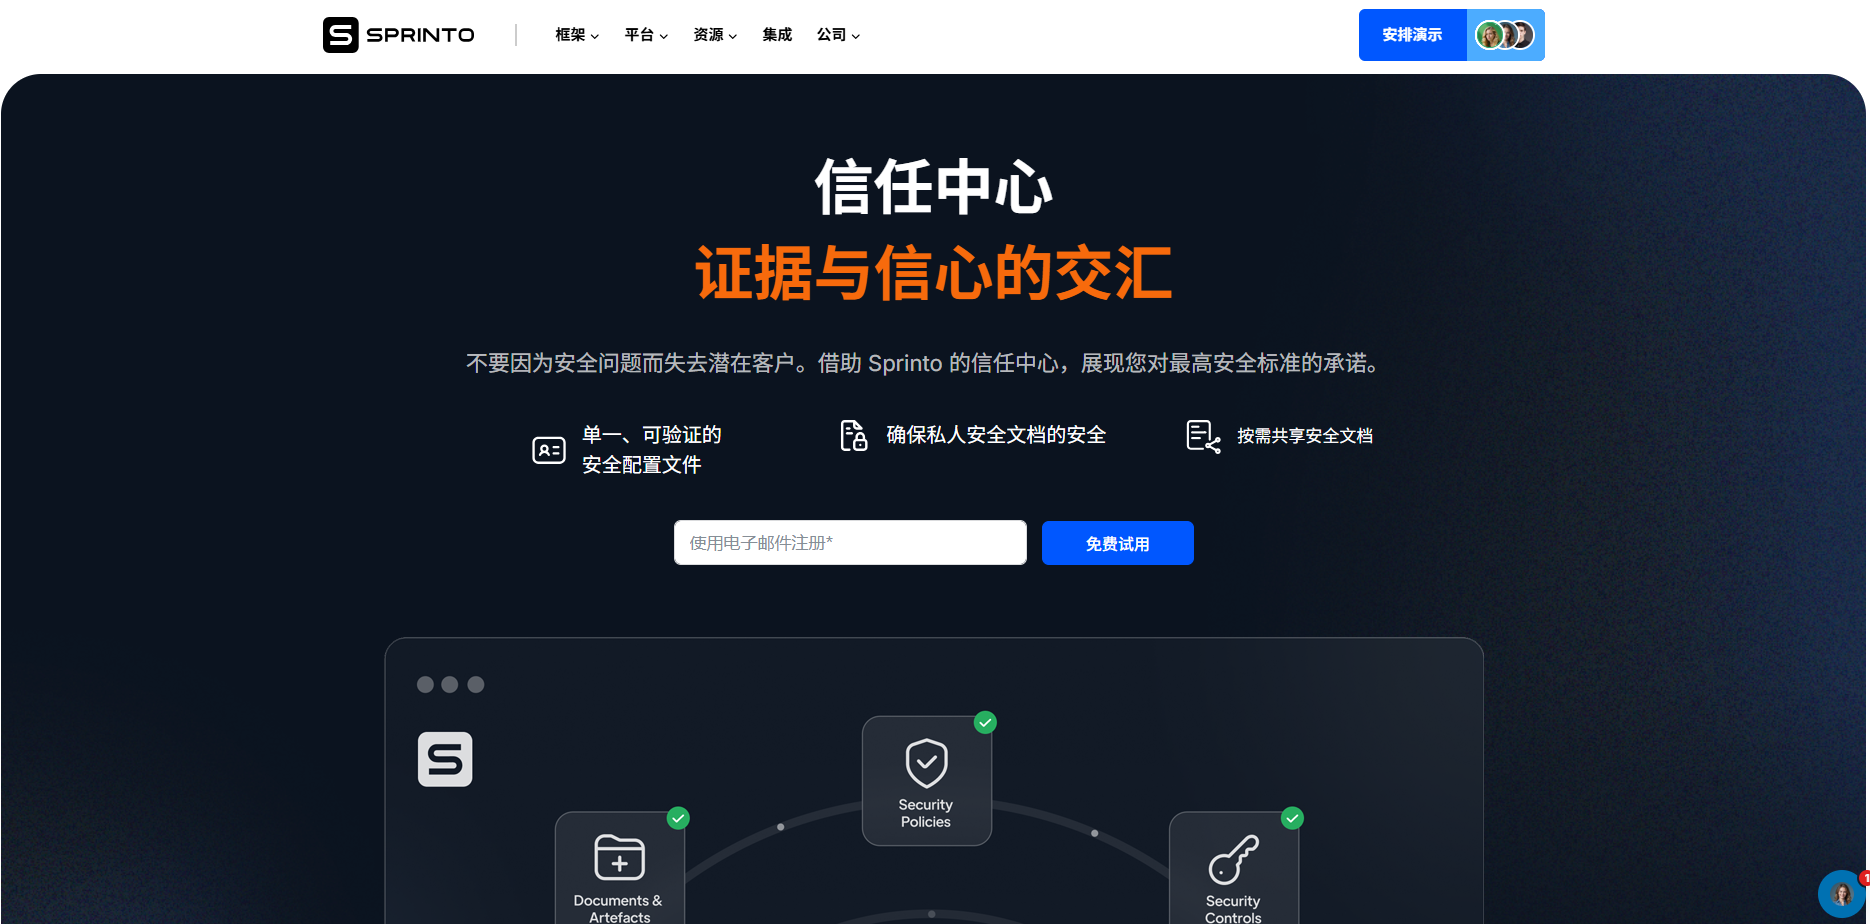 SPRINTO
框架
平台
资源
集成
公司
安排演示
信任中心
证据与信心的交汇
不要因为安全问题而失去潜在客户。借助 Sprinto 的信任中心，展现您对最高安全标准的承诺。
单一、可验证的
安全配置文件
确保私人安全文档的安全
按需共享安全文档
使用电子邮件注册*
免费试用
Security
Policies
Documents &
Artefacts
Security
Controls
1